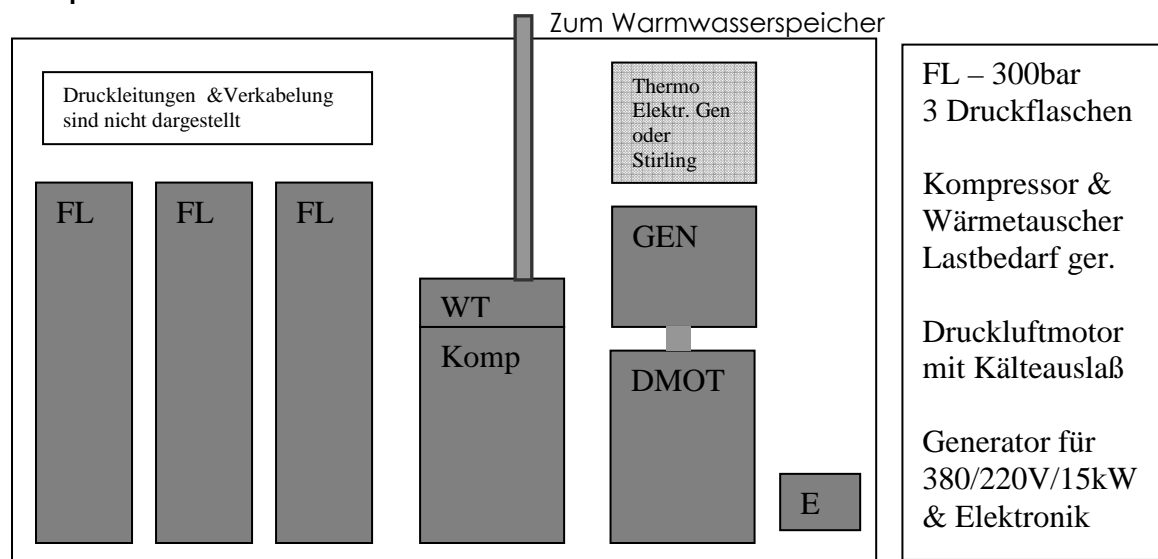 Zum Warmwasserspeicher
Druckleitungen &Verkabelung
sind nicht dargestellt
Thermo
Elektr. Gen
oder
Stirling
FL
FL
FL
GEN
WT
Komp
DMOT
E
FL – 300bar
3 Druckflaschen
Kompressor &
Wärmetauscher
Lastbedarf ger.
Druckluftmotor
mit Kälteauslaß
Generator für
380/220V/15kW
& Elektronik